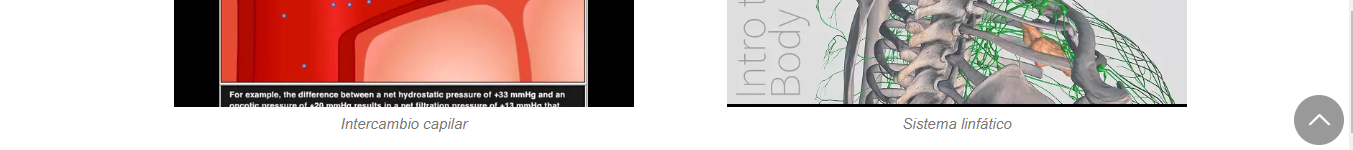 For example, the difference between a net hydrostatic pressure of +33 mmHg and an
oncotic pressure of +20 mmHg results in a net filtration pressure of +13 mmHg that
Intro t
Body
Intercambio capilar
Sistema linfático